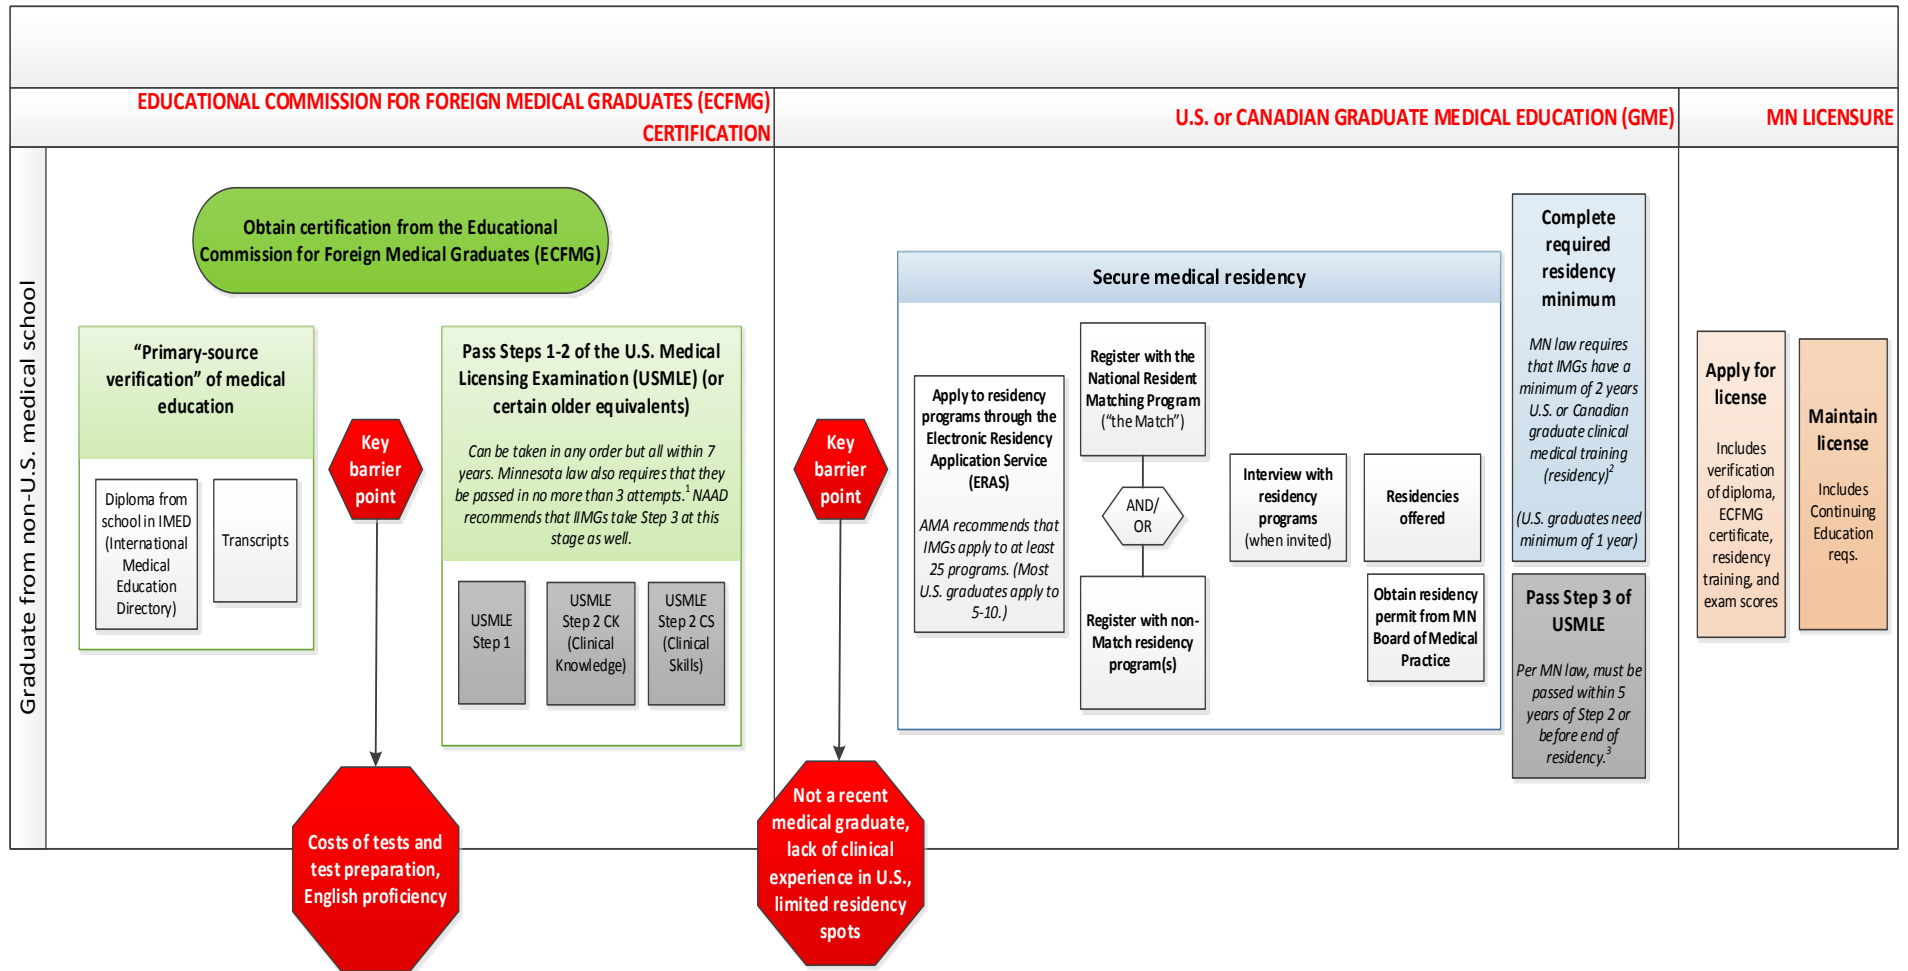 EDUCATIONAL COMMISSION FOR FOREIGN MEDICAL GRADUATES (ECFMG)
CERTIFICATION
U.S. or CANADIAN GRADUATE MEDICAL EDUCATION (GME)
MN LICENSURE
Graduate from non-U.S. medical school
Obtain certification from the Educational
Commission for Foreign Medical Graduates (ECFMG)
“Primary-source
verification” of medical
education
Diploma from
school in IMED
(International
Medical
Education
Directory)
Transcripts
Key
barrier
point
Costs of tests and
test preparation,
English proficiency
Pass Steps 1-2 of the U.S. Medical
Licensing Examination (USMLE) (or
certain older equivalents)
Can be taken in any order but all within 7
years. Minnesota law also requires that they
be passed in no more than 3 attempts.1 NAAD
recommends that IIMGs take Step 3 at this
stage as well.
USMLE
Step 1
USMLE
Step 2 CK
(Clinical
Knowledge)
USMLE
Step 2 CS
(Clinical
Skills)
Key
barrier
point
Not a recent
medical graduate,
lack of clinical
experience in U.S.,
limited residency
spots
Secure medical residency
Apply to residency
programs through the
Electronic Residency
Application Service
(ERAS)
AMA recommends that
IMGs apply to at least
25 programs. (Most
U.S. graduates apply to
5-10.)
Register with the
National Resident
Matching Program
(“the Match”)
AND/
OR
Register with non-
Match residency
program(s)
Interview with
residency
programs
(when invited)
Residencies
offered
Obtain residency
permit from MN
Board of Medical
Practice
Complete
required
residency
minimum
MN law requires
that IMGs have a
minimum of 2 years
U.S. or Canadian
graduate clinical
medical training
(residency)2
(U.S. graduates need
minimum of 1 year)
Pass Step 3 of
USMLE
Per MN law, must be
passed within 5
years of Step 2 or
before end of
residency.3
Apply for
license
Includes
verification
of diploma,
ECFMG
certificate,
residency
training, and
exam scores
Maintain
license
Includes
Continuing
Education
reqs.